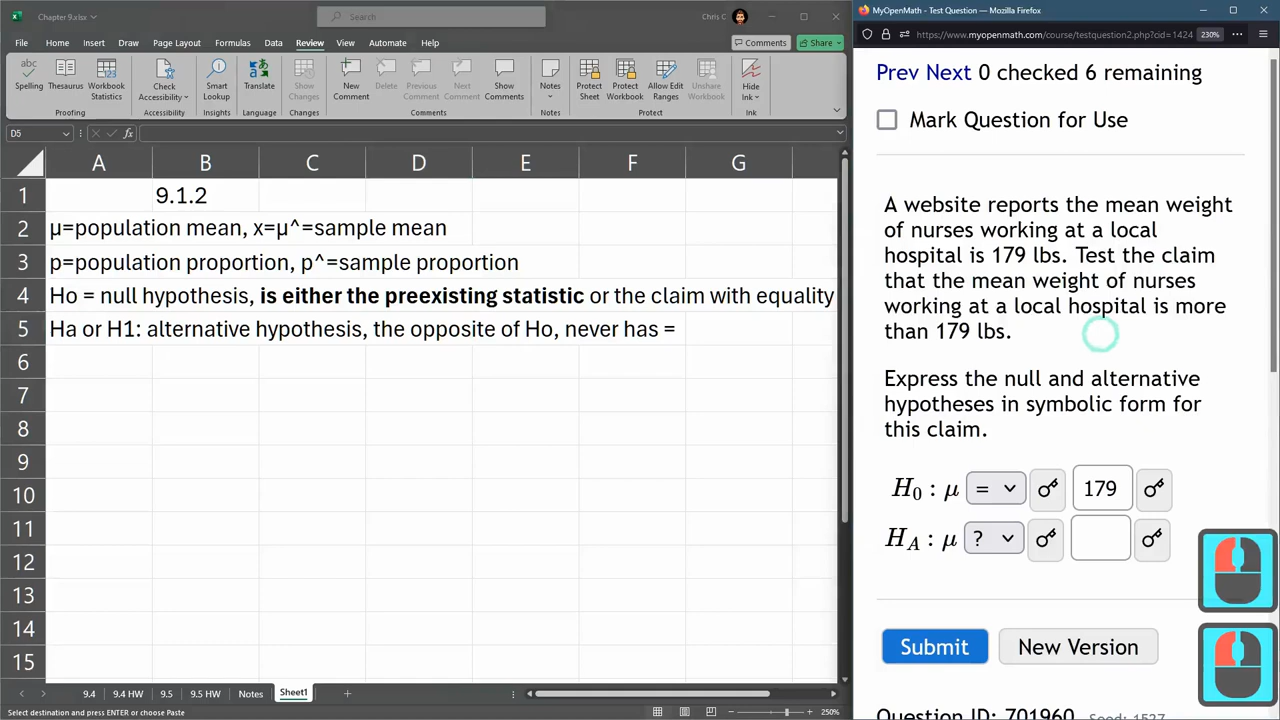 Chapter 9.xlsx
Search
Chris C
File Home Insert Draw Page Layout Formulas Data Review View Automate Help
Comments Share
Spelling Thesaurus Workbook Statistics
Check Accessibility
Smart Lookup
Translate
Show Changes
New Comment Delete Previous Comment Next Comment Show Comments
Notes
Protect Sheet Protect Workbook Allow Edit Ranges Unshare Workbook
Hide Ink
Proofing Accessibility Insights Language Changes Comments Notes Protect Ink
D5
fx
A B C D E F G
1 9.1.2
2 μ=population mean, x=μ^=sample mean
3 p=population proportion, p^=sample proportion
4 Ho = null hypothesis, is either the preexisting statistic or the claim with equality
5 Ha or H1: alternative hypothesis, the opposite of Ho, never has =
6
7
8
9
10
11
12
13
14
15
9.4 9.4 HW 9.5 9.5 HW Notes Sheet1
Select destination and press ENTER or choose Paste
250%
MyOpenMath - Test Question — Mozilla Firefox
https://www.myopenmath.com/course/testquestion2.php?cid=1424
230%
Prev Next 0 checked 6 remaining
Mark Question for Use
A website reports the mean weight
of nurses working at a local
hospital is 179 lbs. Test the claim
that the mean weight of nurses
working at a local hospital is more
than 179 lbs.
Express the null and alternative
hypotheses in symbolic form for
this claim.
H0 : μ = 179
HA : μ ?
Submit New Version
Question ID: 701960 Seed: 1527